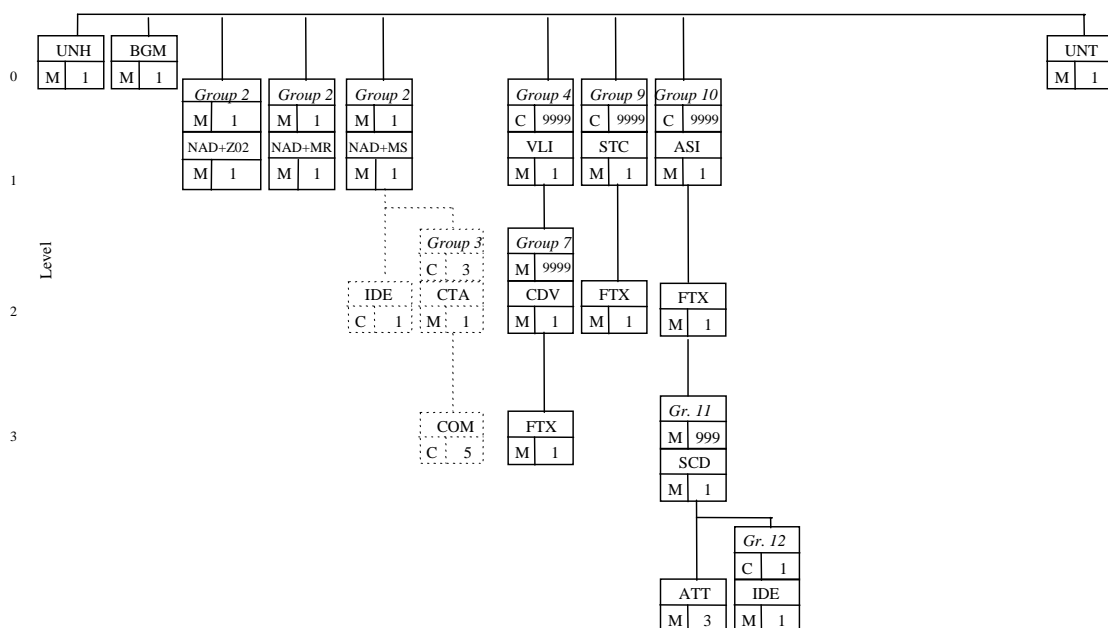 UNH BGM UNT
0 M 1 M 1 M 1
Group 2 Group 2 Group 2 Group 4 Group 9 Group 10
M 1 M 1 M 1 C 9999 C 9999 C 9999
NAD+Z02 NAD+MR NAD+MS VLI STC ASI
1 M 1 M 1 M 1 M 1 M 1 M 1
Level
Group 3 Group 7
C 3 M 9999
IDE CTA CDV FTX FTX
2 C 1 M 1 M 1 M 1 M 1
Gr. 11
3 COM FTX M 999
C 5 M 1 SCD
M 1
Gr. 12
C 1
ATT IDE
M 3 M 1